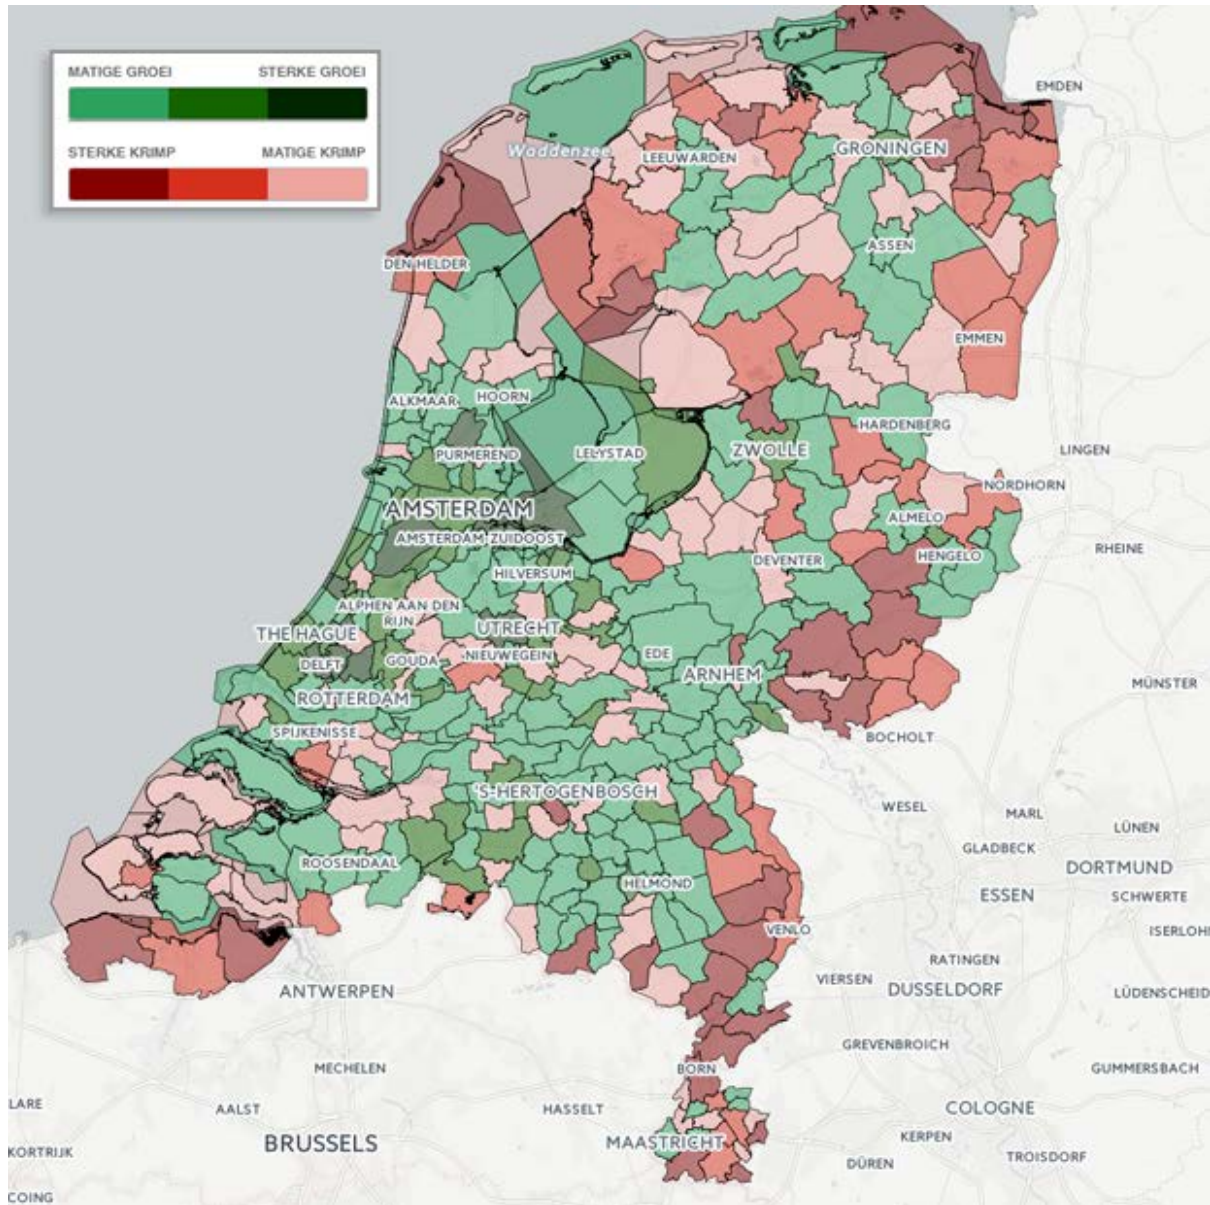 MATIGE GROEI STERKE GROEI
STERKE KRIMP MATIGE KRIMP
EMDEN
Waddenzee
LEEUWARDEN
GRONINGEN
ASSEN
DEN HELDER
EMMEN
ALKMAAR
HOORN
HARDENBERG
PURMEREND
LELYSTAD
ZWOLLE
LINGEN
NORDHORN
AMSTERDAM
ALMELO
AMSTERDAM-ZUIDOOST
HENGELO
RHEINE
HILVERSUM
DEVENTER
ALPHEN AAN DEN
RIJN
THE HAGUE
UTRECHT
DELFT
GOUDA
NIEUWEGEIN
EDE
ARNHEM
MÜNSTER
ROTTERDAM
SPIJKENISSE
BOCHOLT
'S-HERTOGENBOSCH
WESEL
MARL
LÜNEN
GLADBECK
ROOSENDAAL
DORTMUND
HELMOND
ESSEN
SCHWERTE
VENLO
ISERLOH
RATINGEN
VIERSEN
DUSSELDORF
LÜDENSCHEID
ANTWERPEN
GREVENBROICH
MECHELEN
BORN
GUMMERSBACH
LARE
AALST
HASSELT
COLOGNE
KORTRIJK
BRUSSELS
MAASTRICHT
KERPEN
DÜREN
TROISDORF
COING